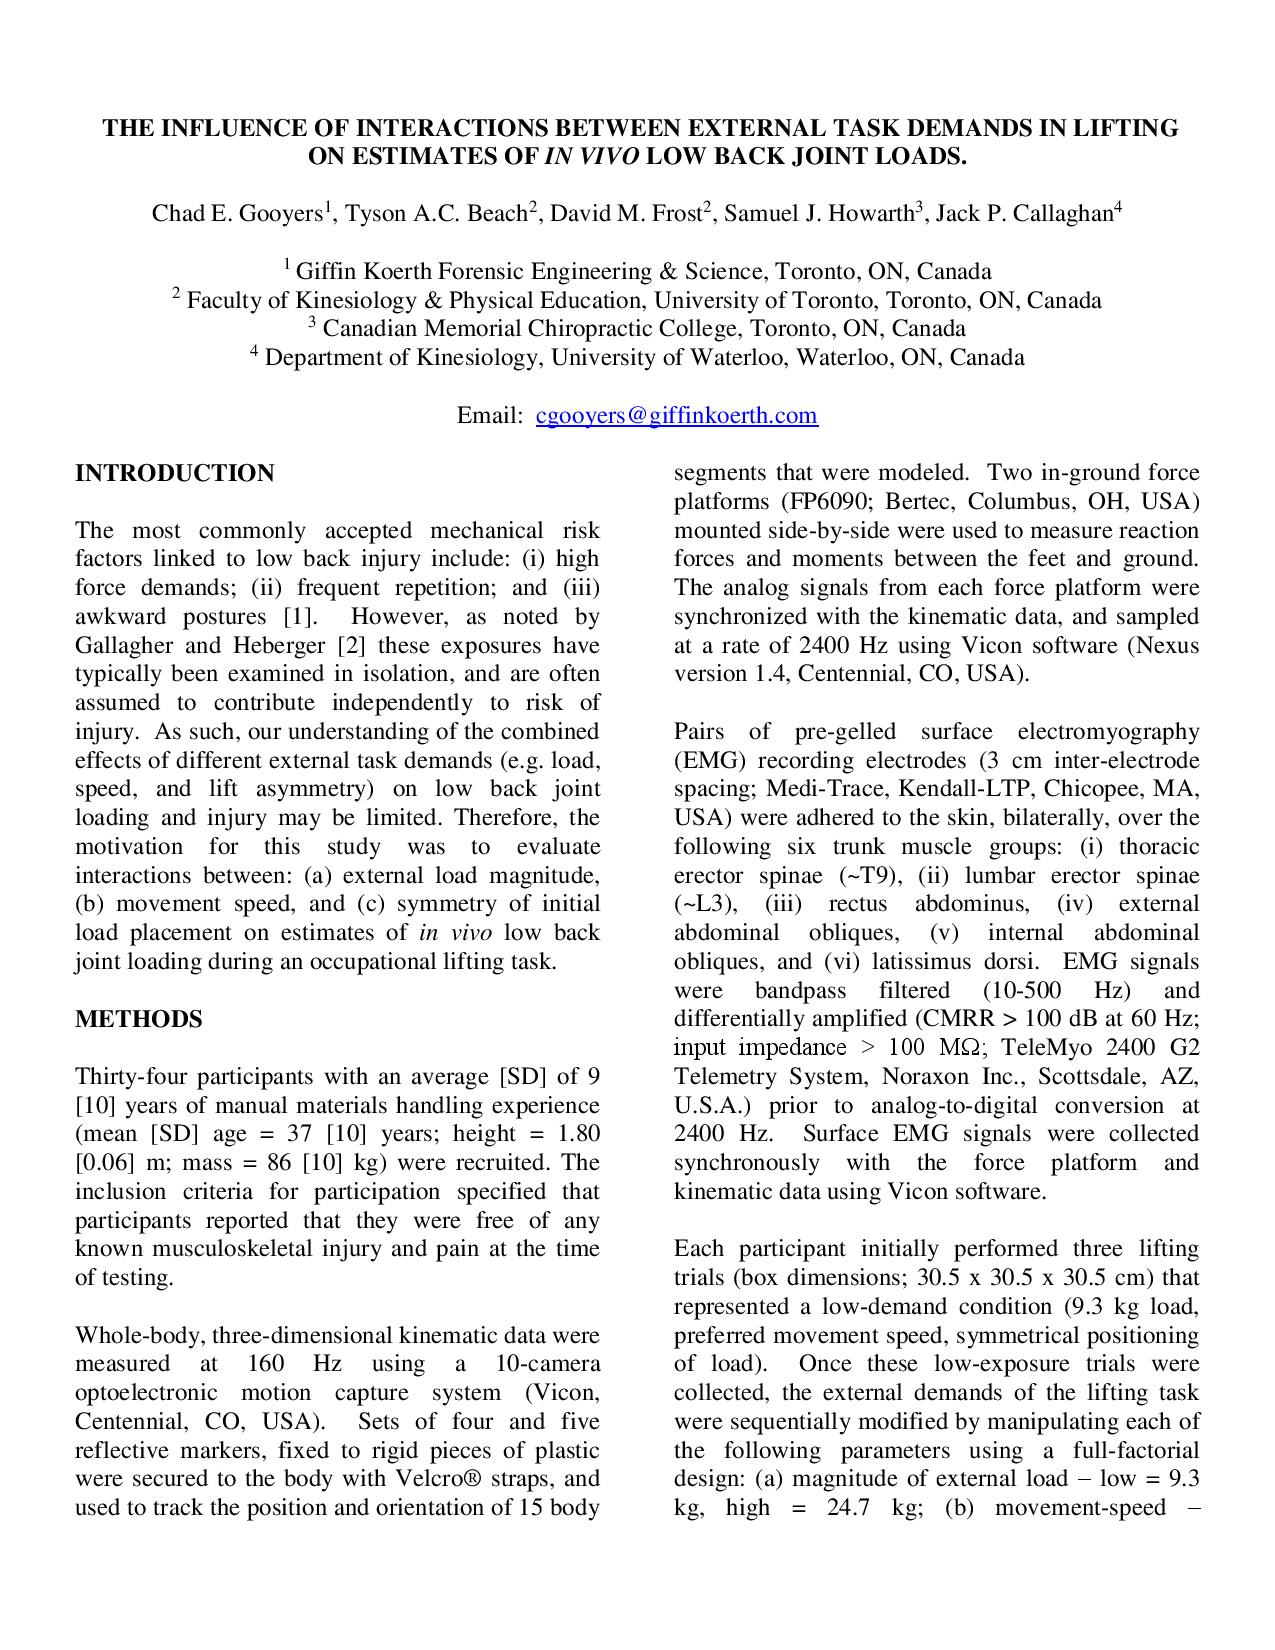 THE INFLUENCE OF INTERACTIONS BETWEEN EXTERNAL TASK DEMANDS IN LIFTING
ON ESTIMATES OF IN VIVO LOW BACK JOINT LOADS.
Chad E. Gooyers1, Tyson A.C. Beach2, David M. Frost2, Samuel J. Howarth3, Jack P. Callaghan4
1 Giffin Koerth Forensic Engineering & Science, Toronto, ON, Canada
2 Faculty of Kinesiology & Physical Education, University of Toronto, Toronto, ON, Canada
3 Canadian Memorial Chiropractic College, Toronto, ON, Canada
4 Department of Kinesiology, University of Waterloo, Waterloo, ON, Canada
Email: cgooyers@giffinkoerth.com
INTRODUCTION
The most commonly accepted mechanical risk
factors linked to low back injury include: (i) high
force demands; (ii) frequent repetition; and (iii)
awkward postures [1]. However, as noted by
Gallagher and Heberger [2] these exposures have
typically been examined in isolation, and are often
assumed to contribute independently to risk of
injury. As such, our understanding of the combined
effects of different external task demands (e.g. load,
speed, and lift asymmetry) on low back joint
loading and injury may be limited. Therefore, the
motivation for this study was to evaluate
interactions between: (a) external load magnitude,
(b) movement speed, and (c) symmetry of initial
load placement on estimates of in vivo low back
joint loading during an occupational lifting task.
METHODS
Thirty-four participants with an average [SD] of 9
[10] years of manual materials handling experience
(mean [SD] age = 37 [10] years; height = 1.80
[0.06] m; mass = 86 [10] kg) were recruited. The
inclusion criteria for participation specified that
participants reported that they were free of any
known musculoskeletal injury and pain at the time
of testing.
Whole-body, three-dimensional kinematic data were
measured at 160 Hz using a 10-camera
optoelectronic motion capture system (Vicon,
Centennial, CO, USA). Sets of four and five
reflective markers, fixed to rigid pieces of plastic
were secured to the body with Velcro® straps, and
used to track the position and orientation of 15 body
segments that were modeled. Two in-ground force
platforms (FP6090; Bertec, Columbus, OH, USA)
mounted side-by-side were used to measure reaction
forces and moments between the feet and ground.
The analog signals from each force platform were
synchronized with the kinematic data, and sampled
at a rate of 2400 Hz using Vicon software (Nexus
version 1.4, Centennial, CO, USA).
Pairs of pre-gelled surface electromyography
(EMG) recording electrodes (3 cm inter-electrode
spacing; Medi-Trace, Kendall-LTP, Chicopee, MA,
USA) were adhered to the skin, bilaterally, over the
following six trunk muscle groups: (i) thoracic
erector spinae (~T9), (ii) lumbar erector spinae
(~L3), (iii) rectus abdominus, (iv) external
abdominal obliques, (v) internal abdominal
obliques, and (vi) latissimus dorsi. EMG signals
were bandpass filtered (10-500 Hz) and
differentially amplified (CMRR > 100 dB at 60 Hz;
input impedance > 100 MΩ; TeleMyo 2400 G2
Telemetry System, Noraxon Inc., Scottsdale, AZ,
U.S.A.) prior to analog-to-digital conversion at
2400 Hz. Surface EMG signals were collected
synchronously with the force platform and
kinematic data using Vicon software.
Each participant initially performed three lifting
trials (box dimensions; 30.5 x 30.5 x 30.5 cm) that
represented a low-demand condition (9.3 kg load,
preferred movement speed, symmetrical positioning
of load). Once these low-exposure trials were
collected, the external demands of the lifting task
were sequentially modified by manipulating each of
the following parameters using a full-factorial
design: (a) magnitude of external load – low = 9.3
kg, high = 24.7 kg; (b) movement-speed –